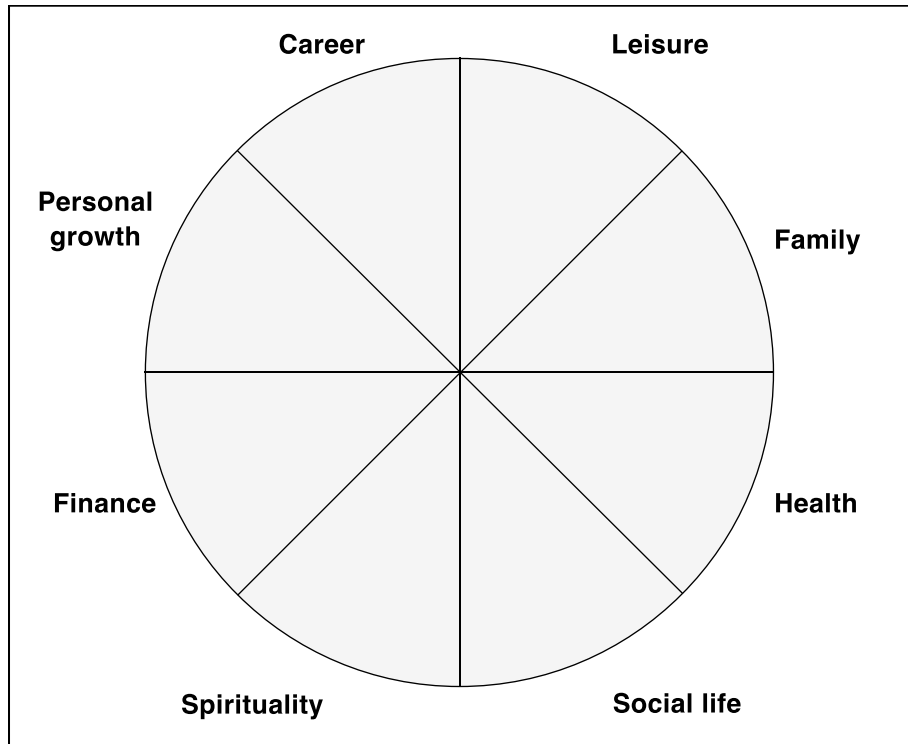 Career
Leisure
Personal
growth
Family
Finance
Health
Spirituality
Social life